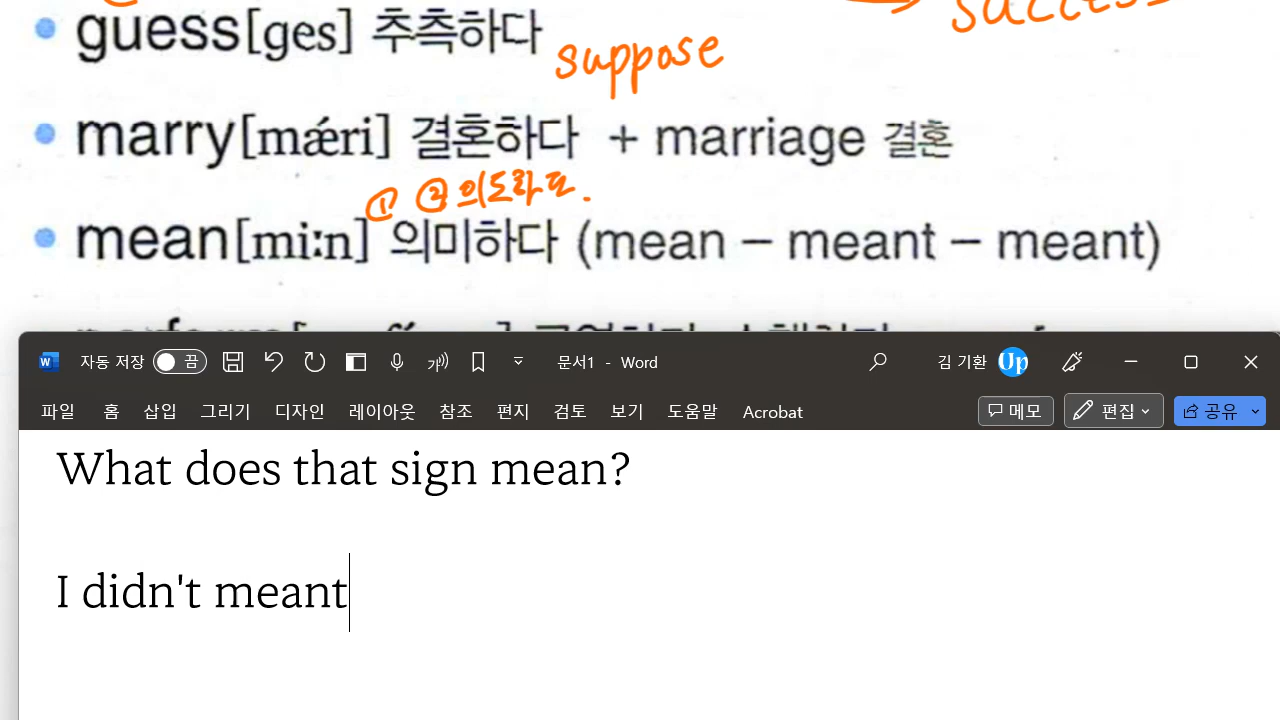 success
guess[ges] 추측하다
suppose
marry[mǽri] 결혼하다 + marriage 결혼
① ②의도하다.
mean[miːn] 의미하다 (mean – meant – meant)
자동 저장 끔 문서1 - Word 김 기환 Up
파일 홈 삽입 그리기 디자인 레이아웃 참조 편지 검토 보기 도움말 Acrobat 메모 편집 공유
What does that sign mean?
I didn't meant